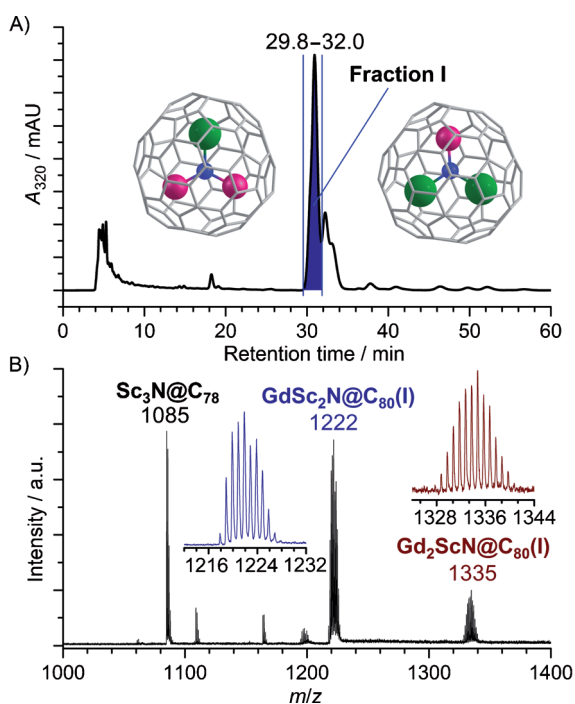 A)
29.8–32.0
Fraction I
A320 / mAU
0 10 20 30 40 50 60
Retention time / min
B)
Sc3N@C78
1085
GdSc2N@C80(I)
1222
1216 1224 1232
1328 1336 1344
Gd2ScN@C80(I)
1335
Intensity / a.u.
1000 1100 1200 1300 1400
m/z